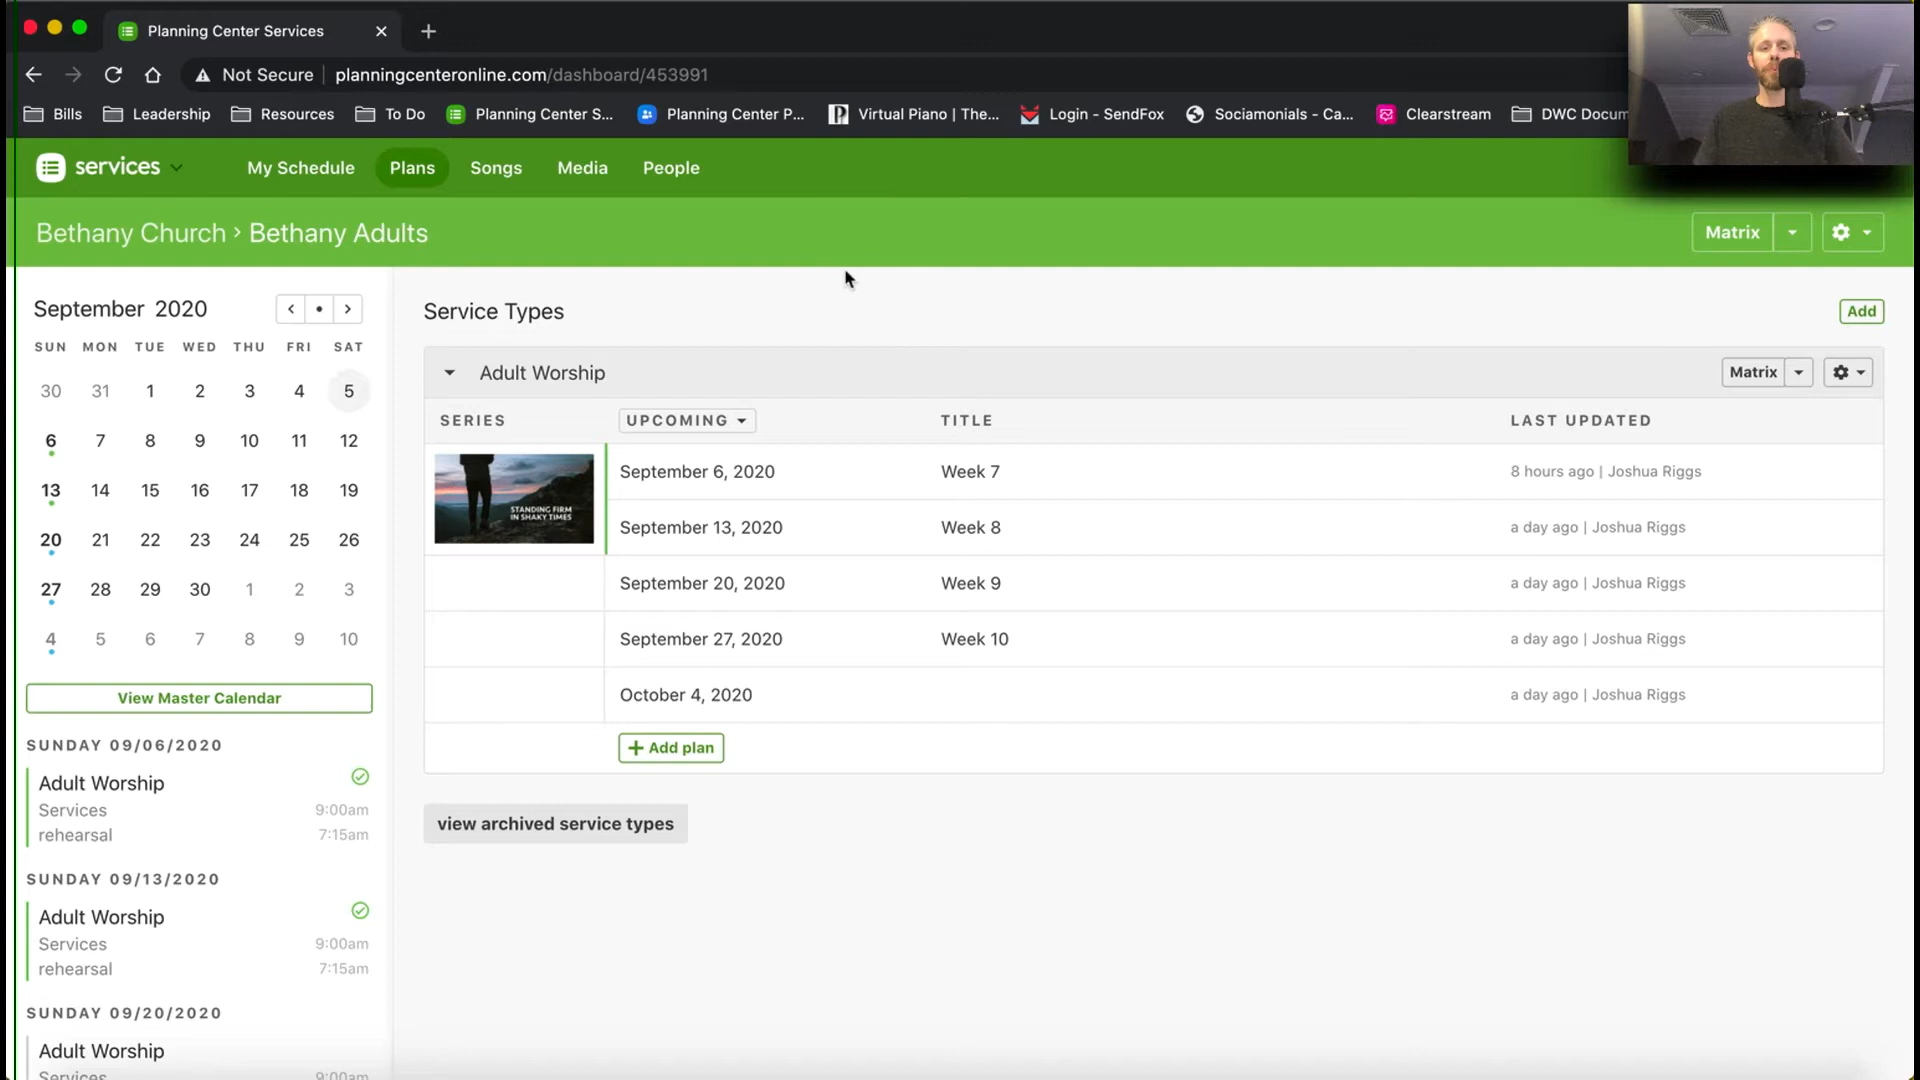 Planning Center Services
Not Secure planningcenteronline.com/dashboard/453991
Bills Leadership Resources To Do Planning Center S... Planning Center P... Virtual Piano | The... Login - SendFox Sociamonials - Ca... Clearstream DWC Docum
services My Schedule Plans Songs Media People
Bethany Church › Bethany Adults Matrix
September 2020
SUN MON TUE WED THU FRI SAT
30 31 1 2 3 4 5
6 7 8 9 10 11 12
13 14 15 16 17 18 19
20 21 22 23 24 25 26
27 28 29 30 1 2 3
4 5 6 7 8 9 10
View Master Calendar
SUNDAY 09/06/2020
Adult Worship
Services 9:00am
rehearsal 7:15am
SUNDAY 09/13/2020
Adult Worship
Services 9:00am
rehearsal 7:15am
SUNDAY 09/20/2020
Adult Worship
Services 9:00am
Service Types Add
Adult Worship Matrix
SERIES UPCOMING TITLE LAST UPDATED
STANDING FIRM
IN SHAKY TIMES
September 6, 2020 Week 7 8 hours ago | Joshua Riggs
September 13, 2020 Week 8 a day ago | Joshua Riggs
September 20, 2020 Week 9 a day ago | Joshua Riggs
September 27, 2020 Week 10 a day ago | Joshua Riggs
October 4, 2020 a day ago | Joshua Riggs
+ Add plan
view archived service types